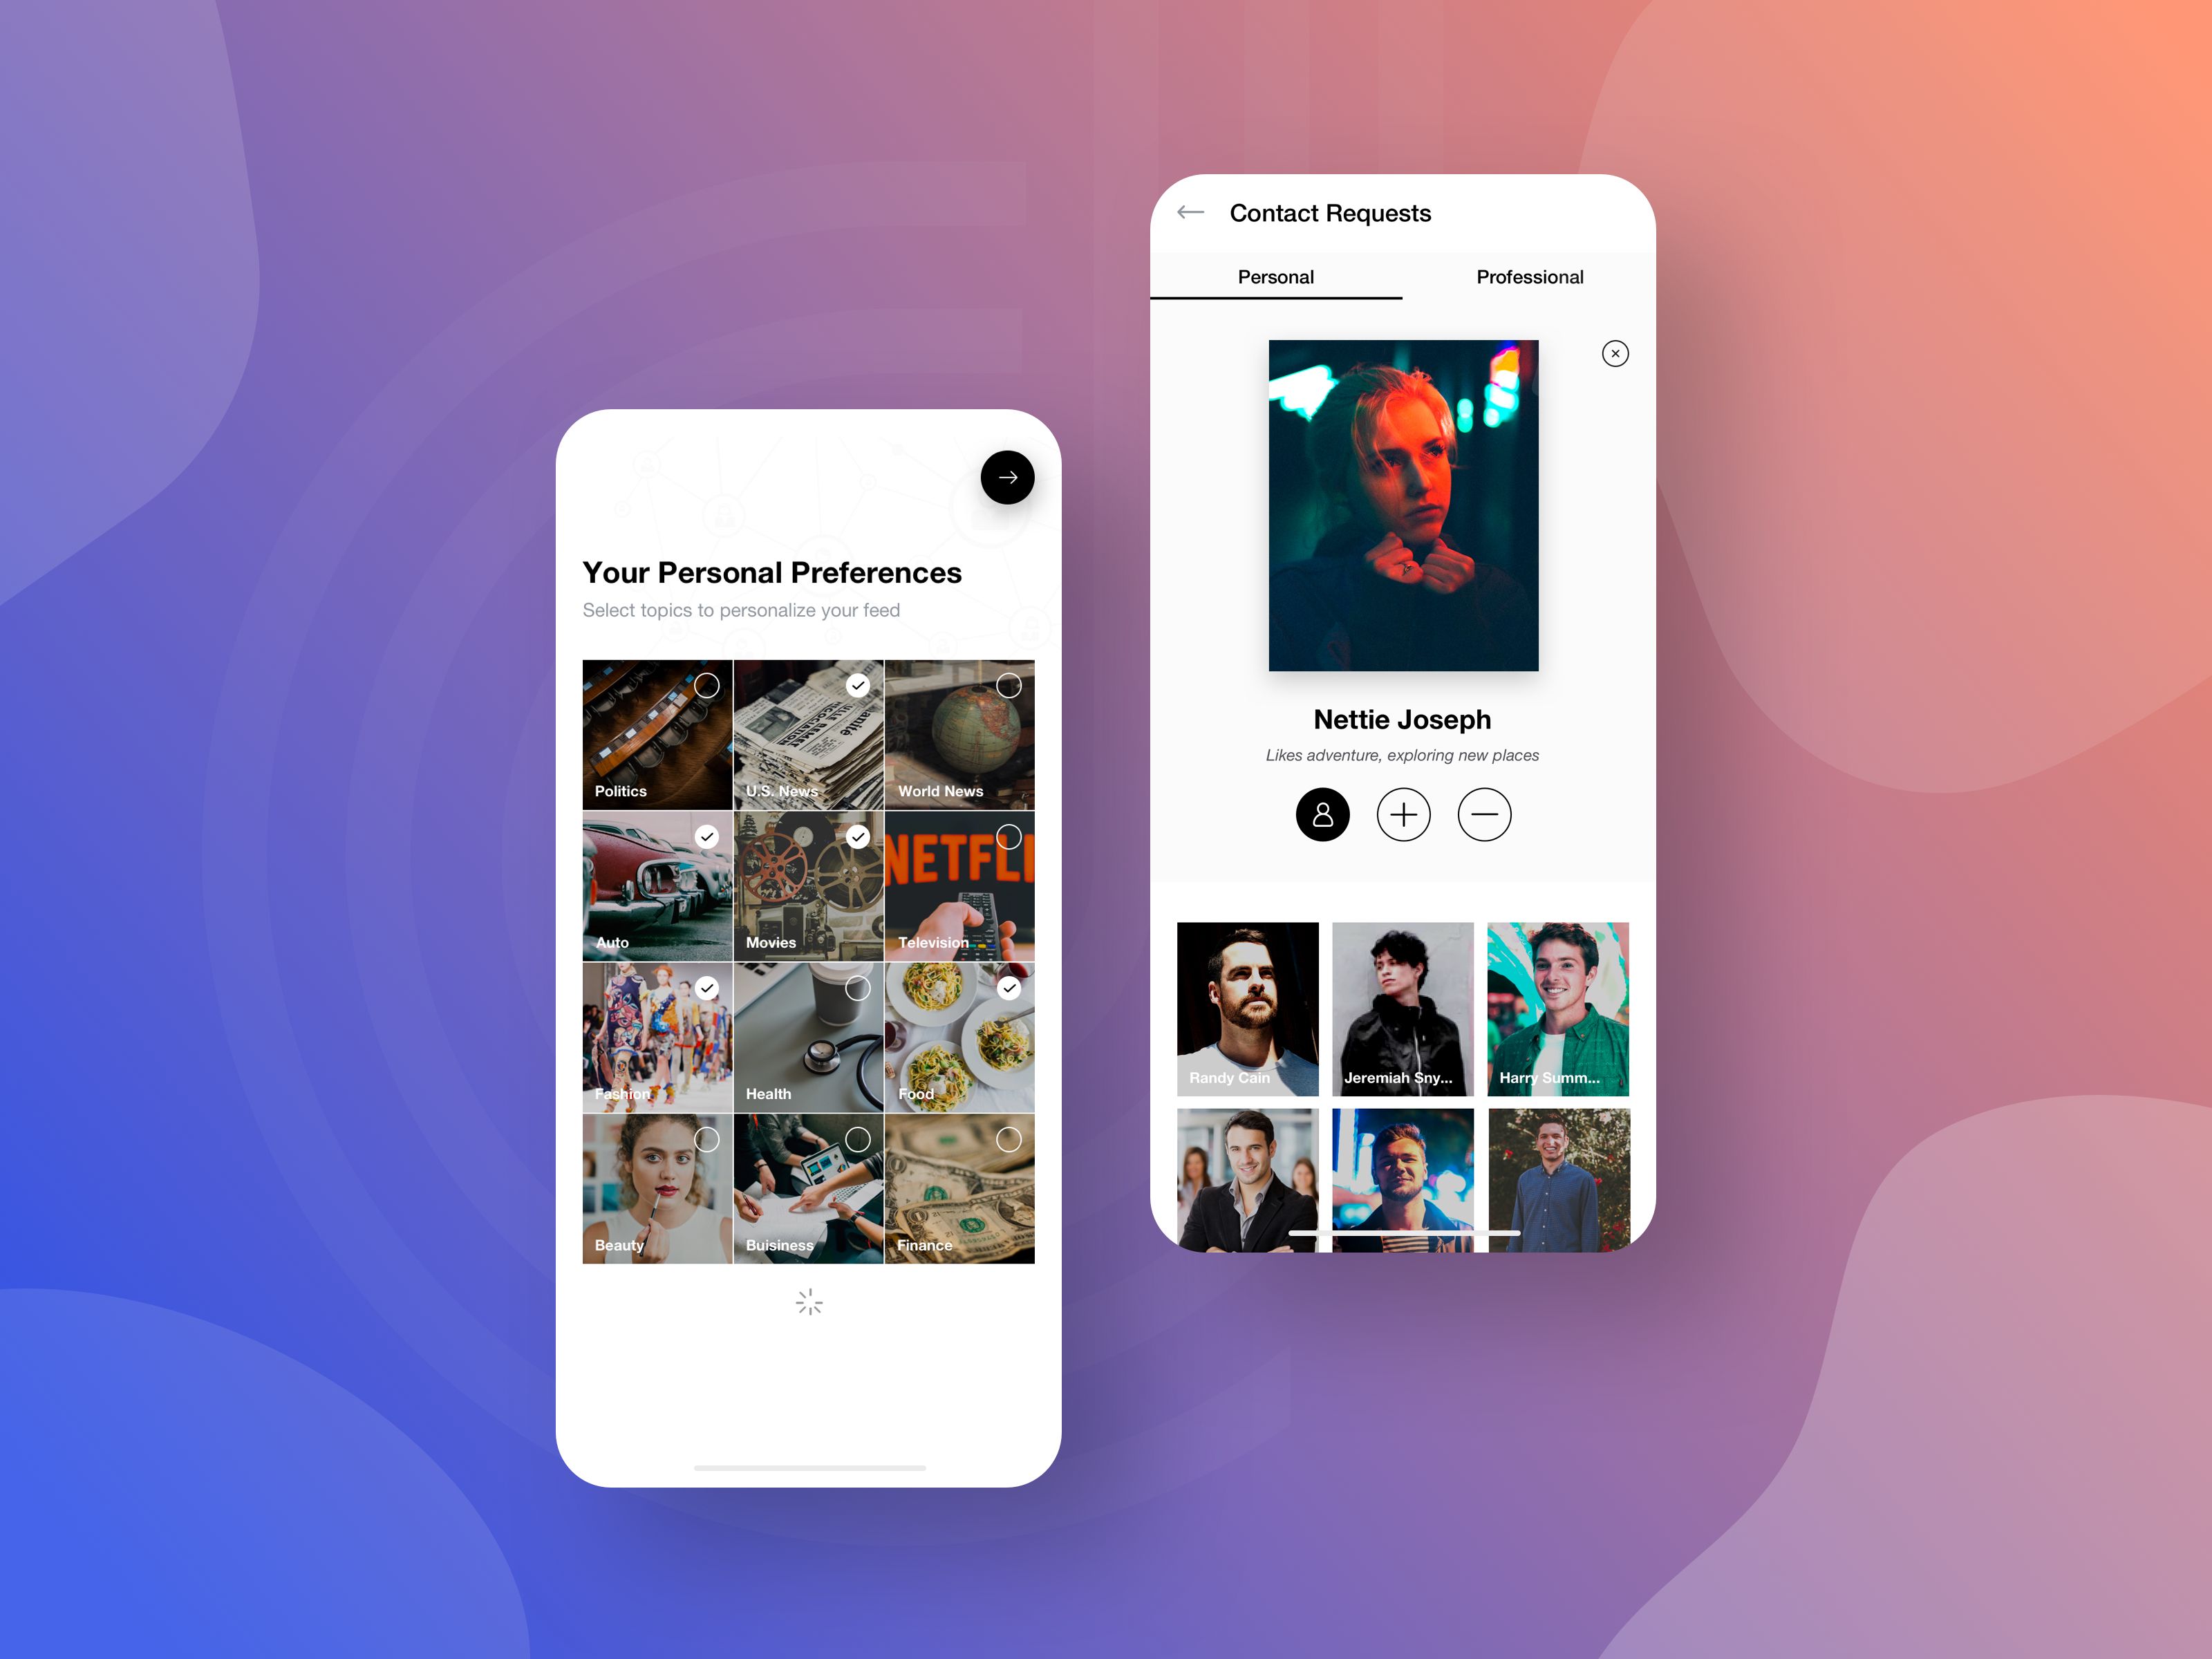 Your Personal Preferences
Select topics to personalize your feed
Politics
U.S. News
World News
Auto
Movies
NETFLI
Television
Fashion
Health
Food
Beauty
Buisiness
Finance
Contact Requests
Personal
Professional
Nettie Joseph
Likes adventure, exploring new places
Randy Cain
Jeremiah Sny...
Harry Summ...